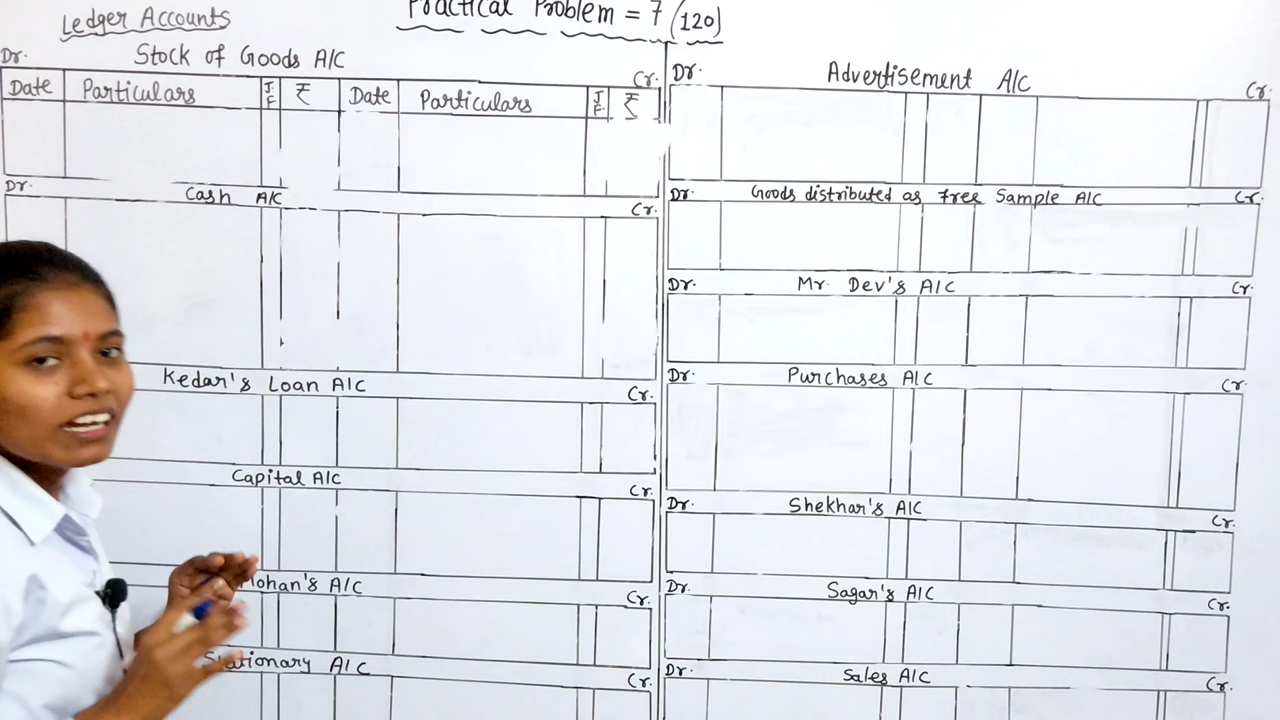 Ledger Accounts
Practical Problem = 7 (120)
Dr. Stock of Goods A/C Cr.
Date Particulars J.F ₹ Date Particulars J.F. ₹
Dr. Cash A/C Cr.
Kedar's Loan A/C Cr.
Capital A/C Cr.
Mohan's A/C Cr.
Stationary A/C Cr.
Dr. Advertisement A/C Cr.
Dr. Goods distributed as free Sample A/C Cr.
Dr. Mr. Dev's A/C Cr.
Dr. Purchases A/C Cr.
Dr. Shekhar's A/C Cr.
Dr. Sagar's A/C Cr.
Dr. Sales A/C Cr.